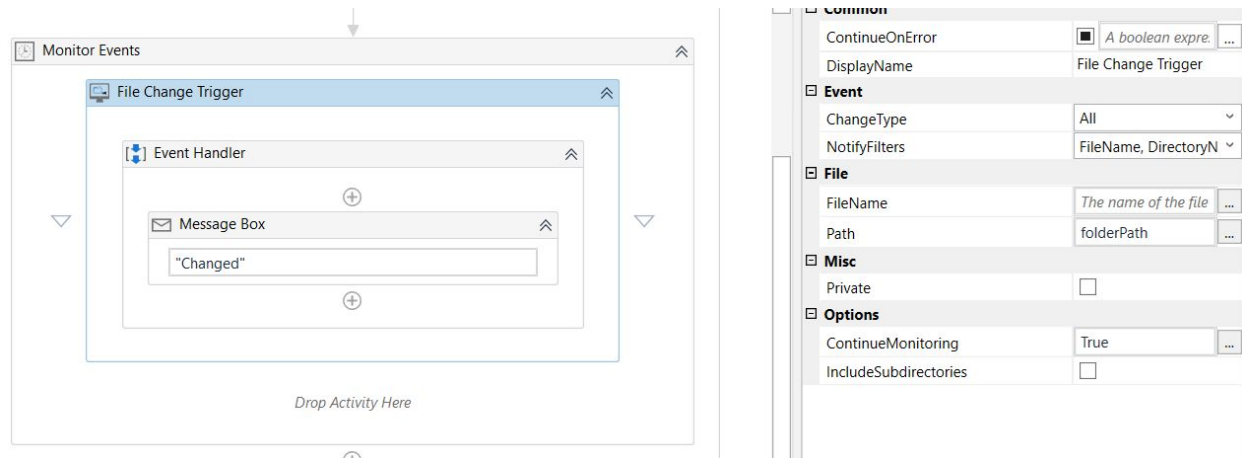 Monitor Events
File Change Trigger
Event Handler
Message Box
"Changed"
Drop Activity Here
Common
ContinueOnError A boolean expre: ...
DisplayName File Change Trigger
Event
ChangeType All
NotifyFilters FileName, DirectoryN
File
FileName The name of the file ...
Path folderPath ...
Misc
Private
Options
ContinueMonitoring True ...
IncludeSubdirectories